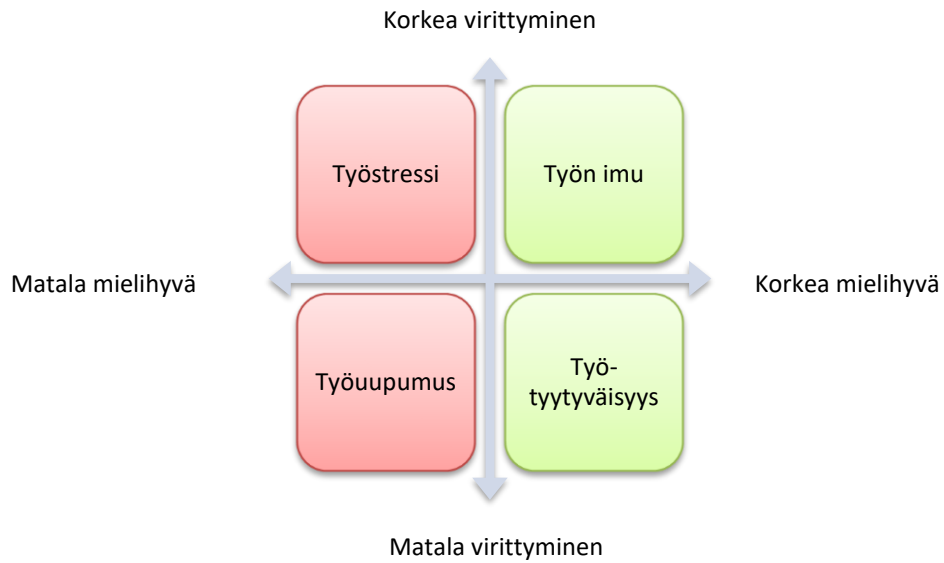 Korkea virittyminen
Työstressi
Työn imu
Matala mielihyvä
Korkea mielihyvä
Työuupumus
Työ-
tyytyväisyys
Matala virittyminen